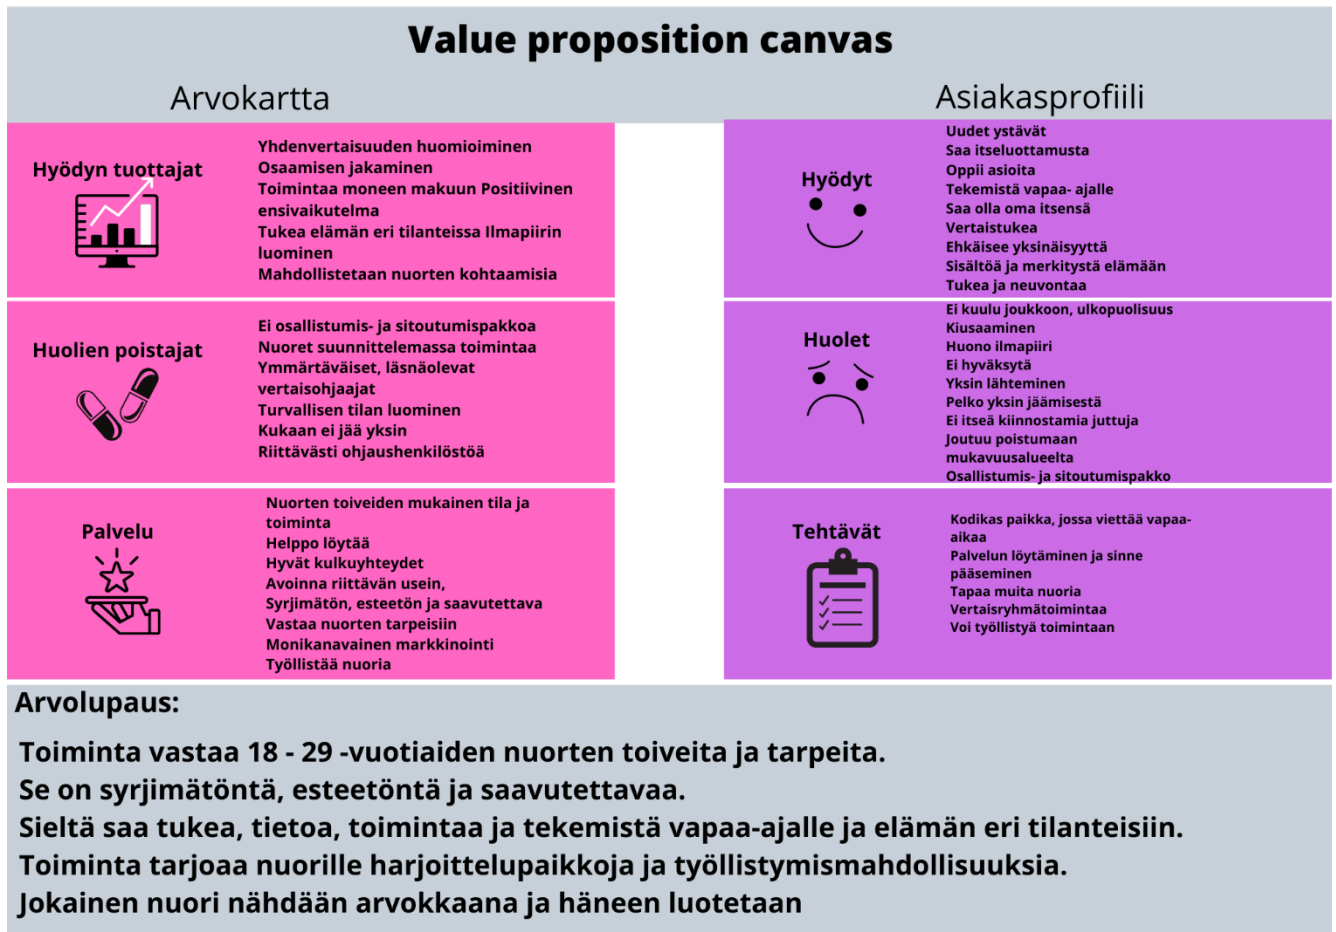 Value proposition canvas
Arvokartta
Asiakasprofiili
Hyödyn tuottajat
Yhdenvertaisuuden huomioiminen
Osaamisen jakaminen
Toimintaa moneen makuun Positiivinen
ensivaikutelma
Tukea elämän eri tilanteissa Ilmapiirin
luominen
Mahdollistetaan nuorten kohtaamisia
Hyödyt
Uudet ystävät
Saa itseluottamusta
Oppii asioita
Tekemistä vapaa- ajalle
Saa olla oma itsensä
Vertaistukea
Ehkäisee yksinäisyyttä
Sisältöä ja merkitystä elämään
Tukea ja neuvontaa
Huolien poistajat
Ei osallistumis- ja sitoutumispakkoa
Nuoret suunnittelemassa toimintaa
Ymmärtäväiset, läsnäolevat
vertaisohjaajat
Turvallisen tilan luominen
Kukaan ei jää yksin
Riittävästi ohjaushenkilöstöä
Huolet
Ei kuulu joukkoon, ulkopuolisuus
Kiusaaminen
Huono ilmapiiri
Ei hyväksytä
Yksin lähteminen
Pelko yksin jäämisestä
Ei itseä kiinnostamia juttuja
Joutuu poistumaan
mukavuusalueelta
Osallistumis- ja sitoutumispakko
Palvelu
Nuorten toiveiden mukainen tila ja
toiminta
Helppo löytää
Hyvät kulkuyhteydet
Avoinna riittävän usein,
Syrjimätön, esteetön ja saavutettava
Vastaa nuorten tarpeisiin
Monikanavainen markkinointi
Työllistää nuoria
Tehtävät
Kodikas paikka, jossa viettää vapaa-
aikaa
Palvelun löytäminen ja sinne
pääseminen
Tapaa muita nuoria
Vertaisryhmätoimintaa
Voi työllistyä toimintaan
Arvolupaus:
Toiminta vastaa 18 - 29 -vuotiaiden nuorten toiveita ja tarpeita.
Se on syrjimätöntä, esteetöntä ja saavutettavaa.
Sieltä saa tukea, tietoa, toimintaa ja tekemistä vapaa-ajalle ja elämän eri tilanteisiin.
Toiminta tarjoaa nuorille harjoittelupaikkoja ja työllistymismahdollisuuksia.
Jokainen nuori nähdään arvokkaana ja häneen luotetaan